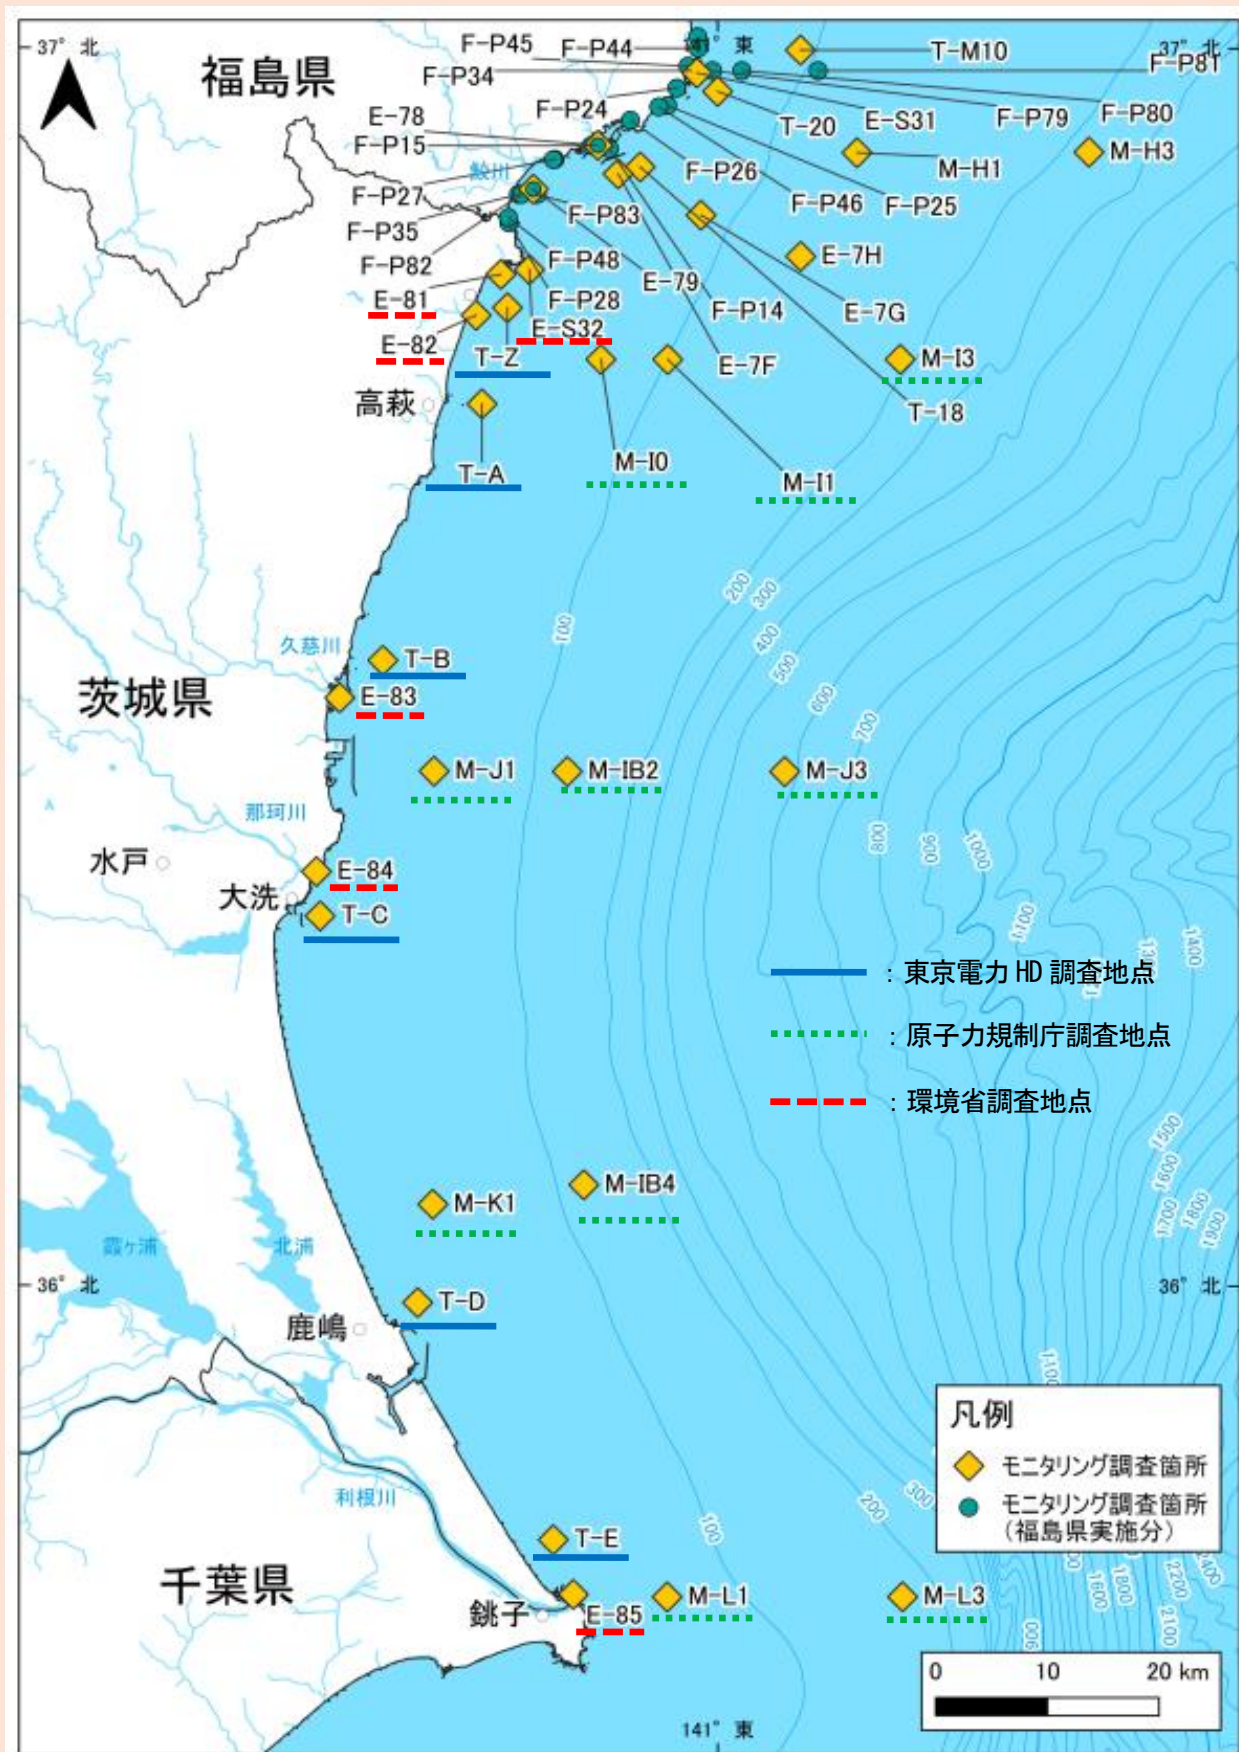 37° 北
141° 東
37° 北
福島県
F-P45
F-P44
T-M10
F-P81
F-P34
F-P24
T-20
E-S31
F-P79
F-P80
E-78
F-P15
鮫川
F-P26
M-H1
M-H3
F-P27
F-P83
F-P46
F-P25
F-P35
F-P82
F-P48
E-79
E-7H
E-81
F-P28
F-P14
E-7G
E-82
E-S32
T-Z
E-7F
M-I3
高萩
T-18
T-A
M-I0
M-I1
100
200
300
400
500
600
700
800
900
1000
1100
1400
久慈川
T-B
茨城県
E-83
M-J1
M-IB2
M-J3
那珂川
水戸
E-84
大洗
T-C
:東京電力 HD 調査地点
:原子力規制庁調査地点
:環境省調査地点
1500
1600
1700
1800
1900
M-IB4
M-K1
霞ヶ浦
北浦
36° 北
36° 北
T-D
鹿嶋
凡例
モニタリング調査箇所
モニタリング調査箇所
(福島県実施分)
利根川
100
200
300
T-E
千葉県
銚子
E-85
M-L1
M-L3
900
1600
1800
2100
2200
0 10 20 km
141° 東